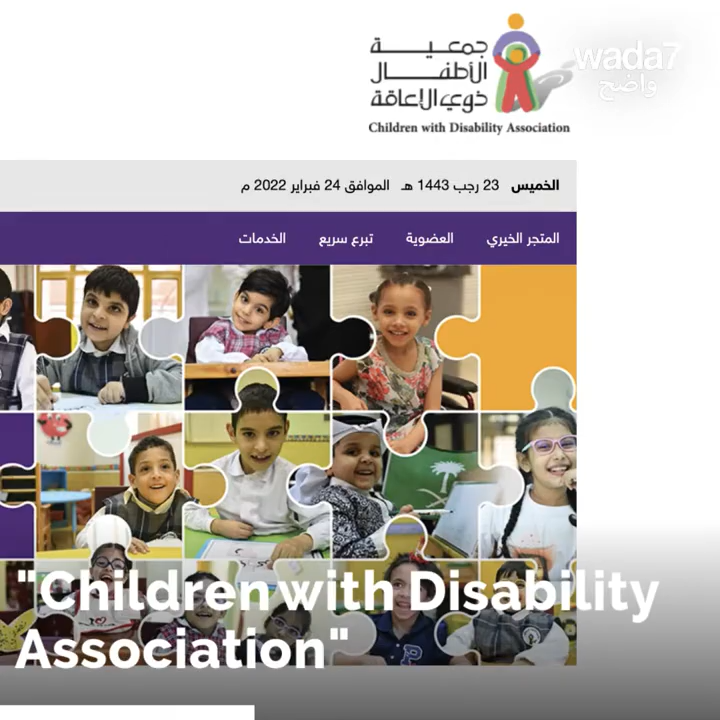 جمعية
الأطفال
ذوي الإعاقة
Children with Disability Association
wada7
واضح
الخميس 23 رجب 1443 هـ الموافق 24 فبراير 2022 م
المتجر الخيري العضوية تبرع سريع الخدمات
"Children with Disability
Association"